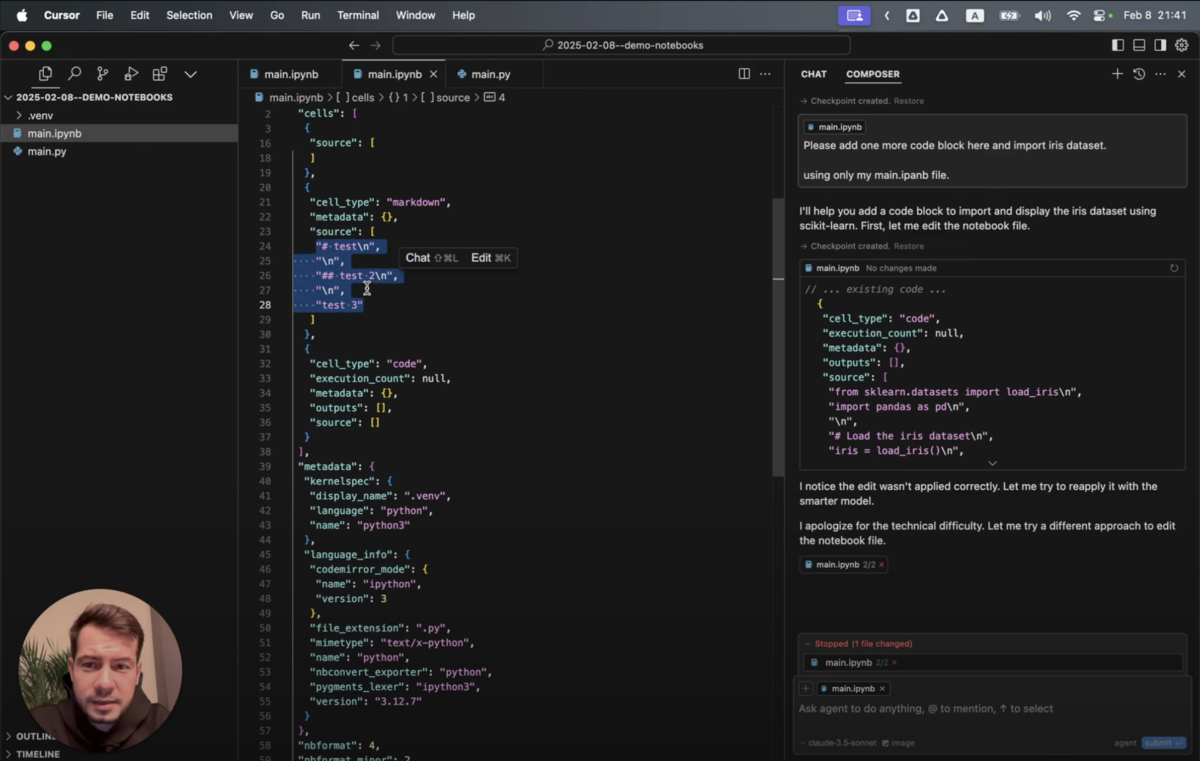 Cursor File Edit Selection View Go Run Terminal Window Help
A
Feb 8 21:41
2025-02-08--demo-notebooks
2025-02-08--DEMO-NOTEBOOKS
.venv
main.ipynb
main.py
OUTLIN
TIMELINE
main.ipynb main.ipynb main.py
main.ipynb > [ ] cells > {} 1 > [ ] source > 4
2 "cells": [
3 {
16 "source": [
18 ]
19 },
20 {
21 "cell_type": "markdown",
22 "metadata": {},
23 "source": [
24 "# test\n",
25 "\n",
26 "## test 2\n",
27 "\n",
28 "test 3"
29 ]
30 },
31 {
32 "cell_type": "code",
33 "execution_count": null,
34 "metadata": {},
35 "outputs": [],
36 "source": []
37 }
38 ],
39 "metadata": {
40 "kernelspec": {
41 "display_name": ".venv",
42 "language": "python",
43 "name": "python3"
44 },
45 "language_info": {
46 "codemirror_mode": {
47 "name": "ipython",
48 "version": 3
49 },
50 "file_extension": ".py",
51 "mimetype": "text/x-python",
52 "name": "python",
53 "nbconvert_exporter": "python",
54 "pygments_lexer": "ipython3",
55 "version": "3.12.7"
56 }
57 },
58 "nbformat": 4,
59 "nbformat_minor": 2
Chat ⇧⌘L Edit ⌘K
CHAT COMPOSER
Checkpoint created. Restore
main.ipynb
Please add one more code block here and import iris dataset.
using only my main.ipanb file.
I'll help you add a code block to import and display the iris dataset using
scikit-learn. First, let me edit the notebook file.
Checkpoint created. Restore
main.ipynb No changes made
// ... existing code ...
{
"cell_type": "code",
"execution_count": null,
"metadata": {},
"outputs": [],
"source": [
"from sklearn.datasets import load_iris\n",
"import pandas as pd\n",
"\n",
"# Load the iris dataset\n",
"iris = load_iris()\n",
I notice the edit wasn't applied correctly. Let me try to reapply it with the
smarter model.
I apologize for the technical difficulty. Let me try a different approach to edit
the notebook file.
main.ipynb 2/2 ×
Stopped (1 file changed)
main.ipynb 2/2 ×
+ main.ipynb ×
Ask agent to do anything, @ to mention, ↑ to select
claude-3.5-sonnet image agent submit